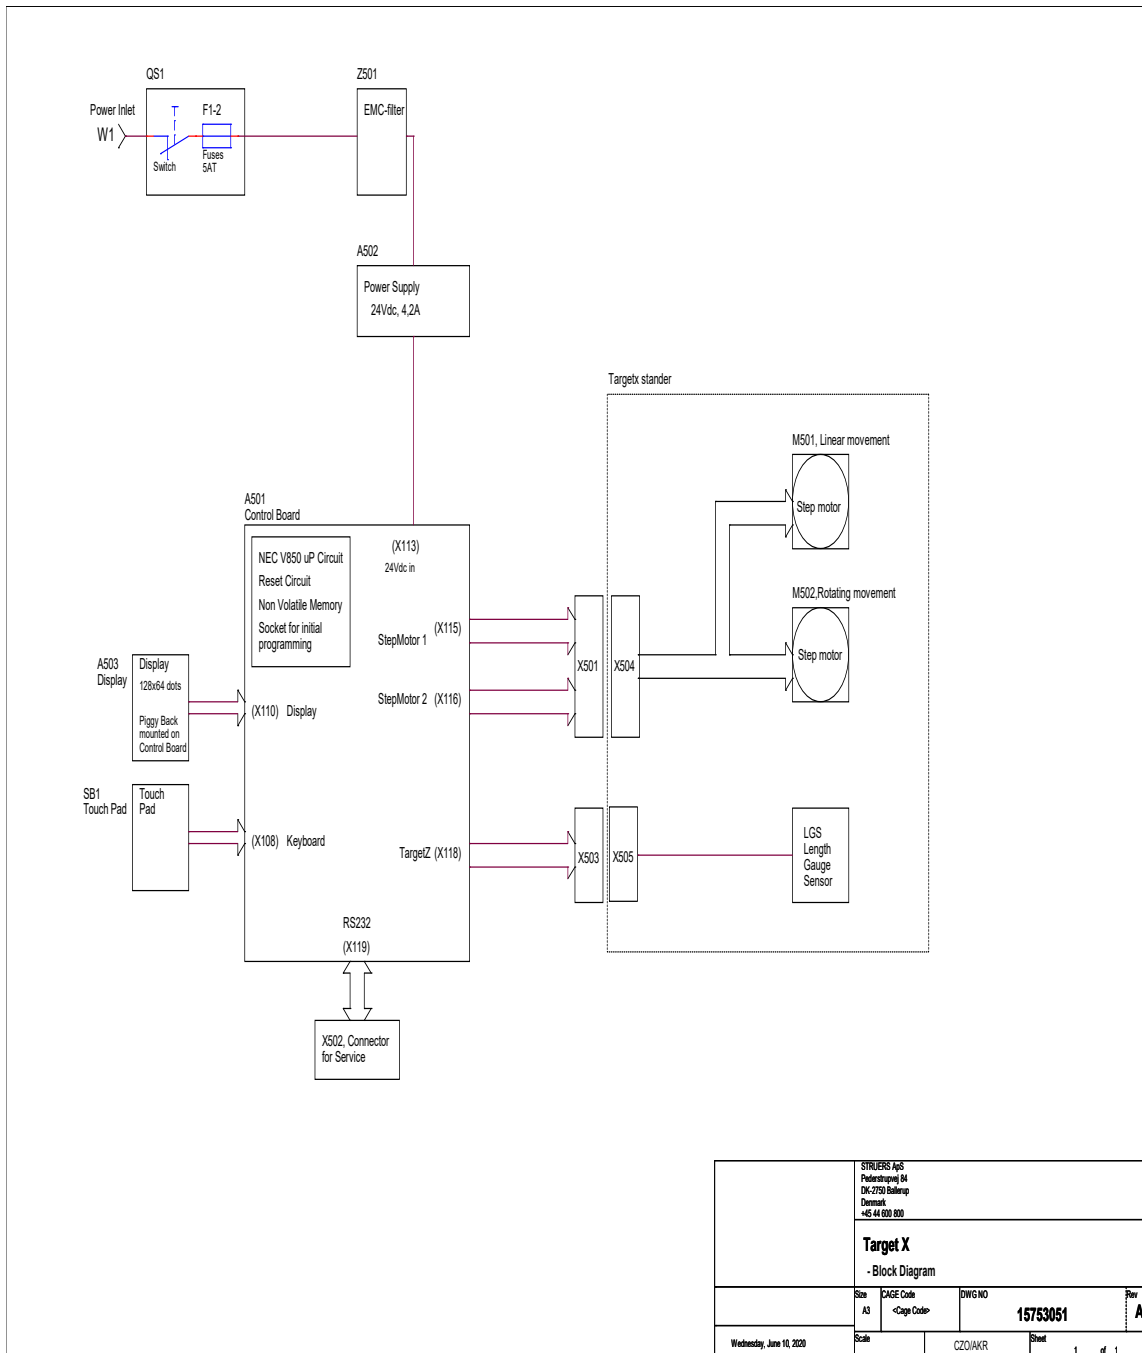 QS1
Z501
Power Inlet
F1-2
EMC-filter
W1
Switch
Fuses
5AT
A502
Power Supply
24Vdc, 4,2A
Targetx stander
M501, Linear movement
Step motor
A501
Control Board
(X113)
24Vdc in
NEC V850 uP Circuit
Reset Circuit
Non Volatile Memory
Socket for initial
programming
(X115)
StepMotor 1
StepMotor 2 (X116)
X501
X504
M502,Rotating movement
Step motor
A503
Display
Display
128x64 dots
Piggy Back
mounted on
Control Board
(X110) Display
SB1
Touch Pad
Touch
Pad
(X108) Keyboard
TargetZ (X118)
X503
X505
LGS
Length
Gauge
Sensor
RS232
(X119)
X502, Connector
for Service
STRUERS ApS
Pederstrupvej 84
DK-2750 Ballerup
Denmark
+45 44 600 800
Target X
- Block Diagram
Size
A3
CAGE Code
<Cage Code>
DWG NO
15753051
Rev
A
Wednesday, June 10, 2020
Scale
CZO/AKR
Sheet
1 of 1